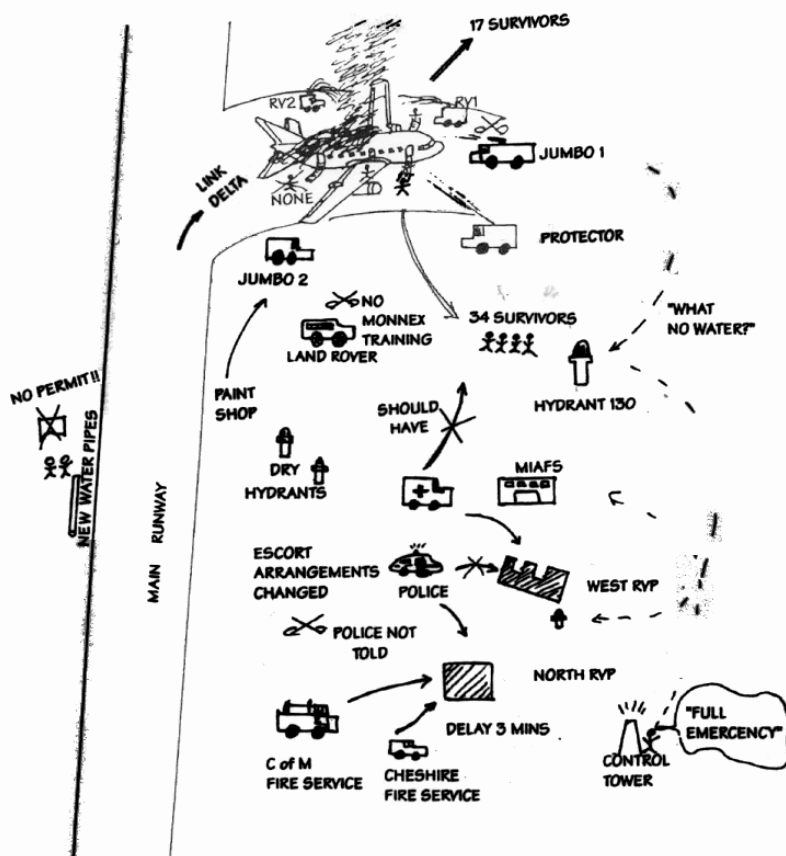 17 SURVIVORS
RV2
RV1
JUMBO 1
LINK
DELTA
NONE
PROTECTOR
JUMBO 2
NO
MONNEX
TRAINING
LAND ROVER
34 SURVIVORS
"WHAT
NO WATER?"
HYDRANT 130
NO PERMIT!!
PAINT
SHOP
SHOULD
HAVE
DRY
HYDRANTS
MIAFS
NEW WATER PIPES
MAIN RUNWAY
ESCORT
ARRANGEMENTS
CHANGED
POLICE
WEST RVP
POLICE NOT
TOLD
NORTH RVP
DELAY 3 MINS
C of M
FIRE SERVICE
CHESHIRE
FIRE SERVICE
CONTROL
TOWER
"FULL
EMERGENCY"